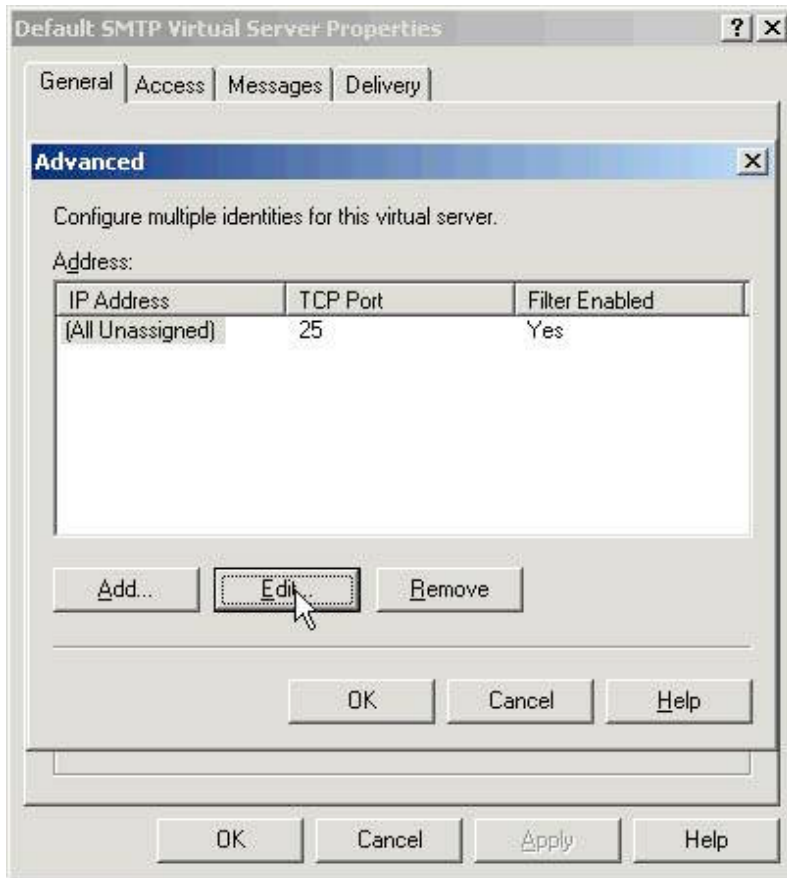 Default SMTP Virtual Server Properties
General Access Messages Delivery
Advanced
Configure multiple identities for this virtual server.
Address:
IP Address TCP Port Filter Enabled
(All Unassigned) 25 Yes
Add... Edit... Remove
OK Cancel Help
OK Cancel Apply Help